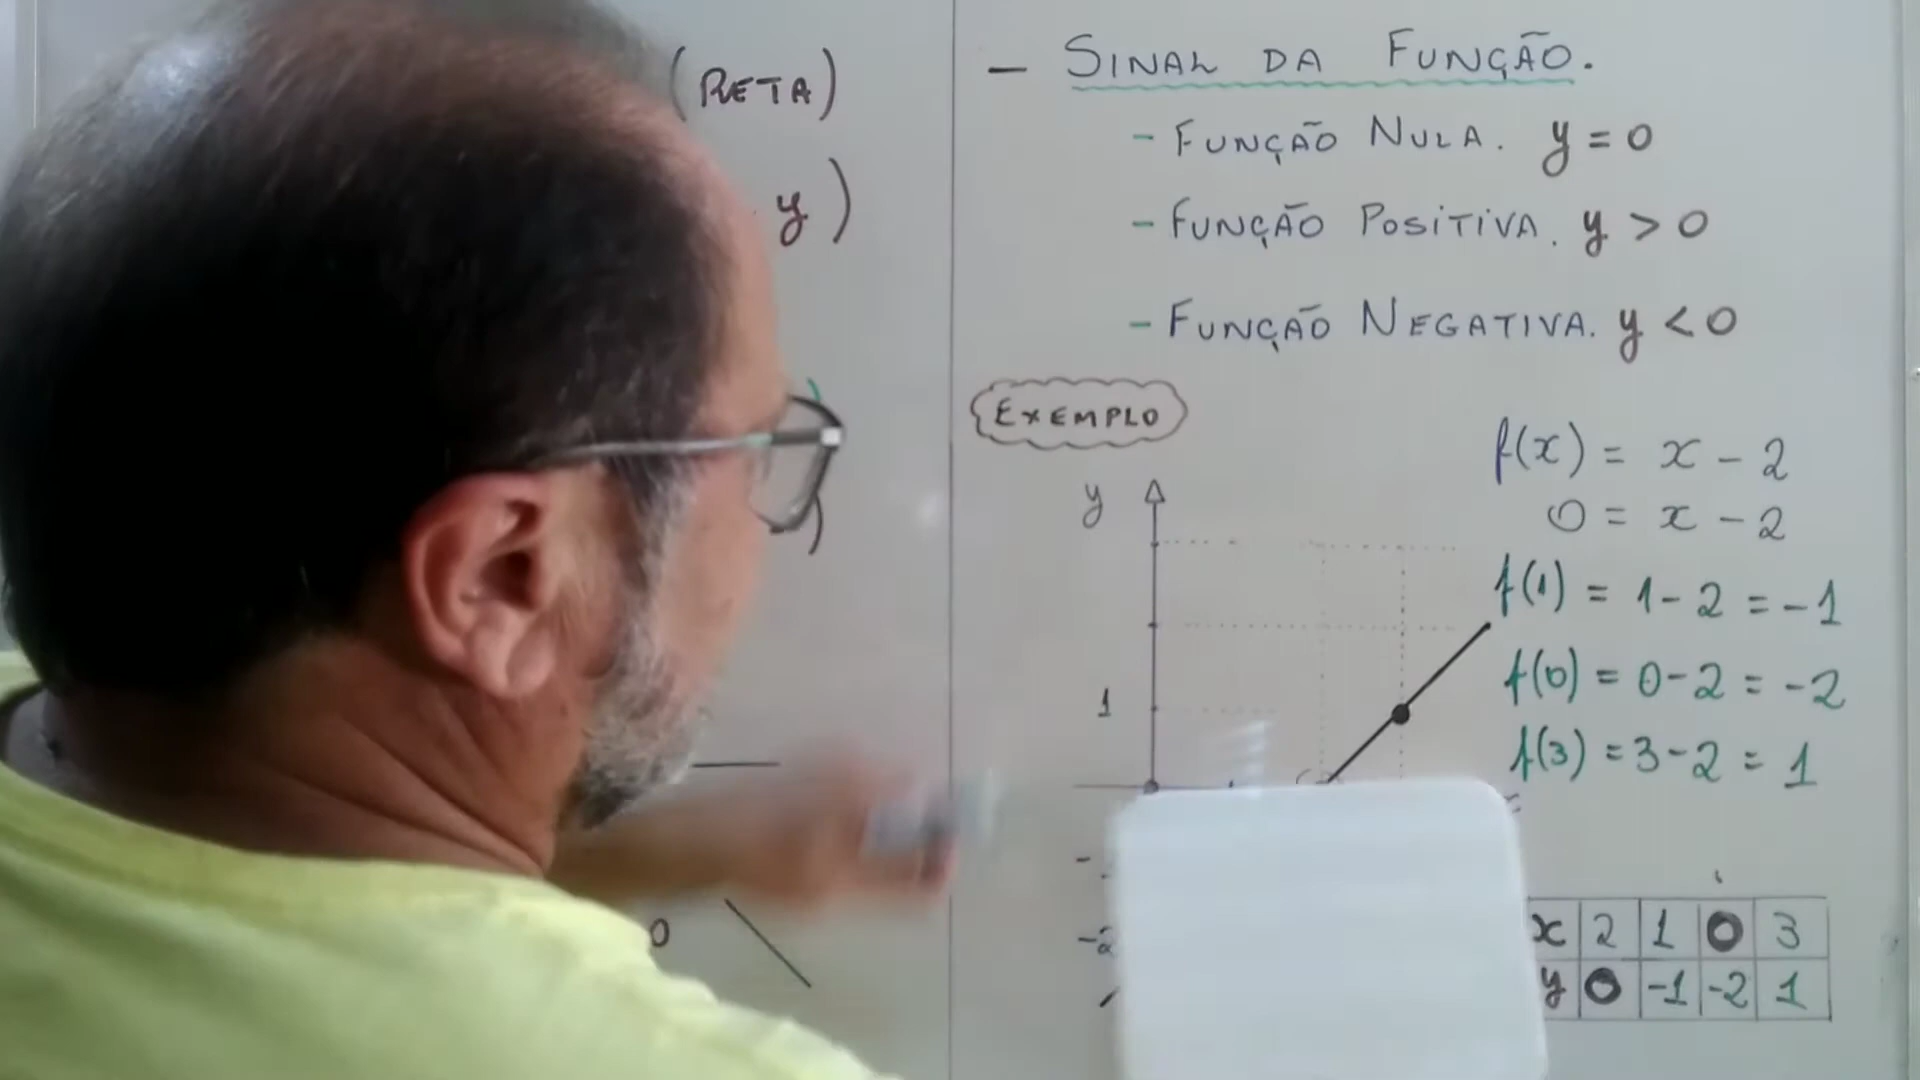 (RETA)
y)
0
- SINAL DA FUNÇÃO.
- FUNÇÃO NULA. y = 0
- FUNÇÃO POSITIVA. y > 0
- FUNÇÃO NEGATIVA. y < 0
EXEMPLO
f(x) = x - 2
0 = x - 2
f(1) = 1 - 2 = -1
f(0) = 0 - 2 = -2
f(3) = 3 - 2 = 1
y
1
-2
x 2 1 0 3
y 0 -1 -2 1